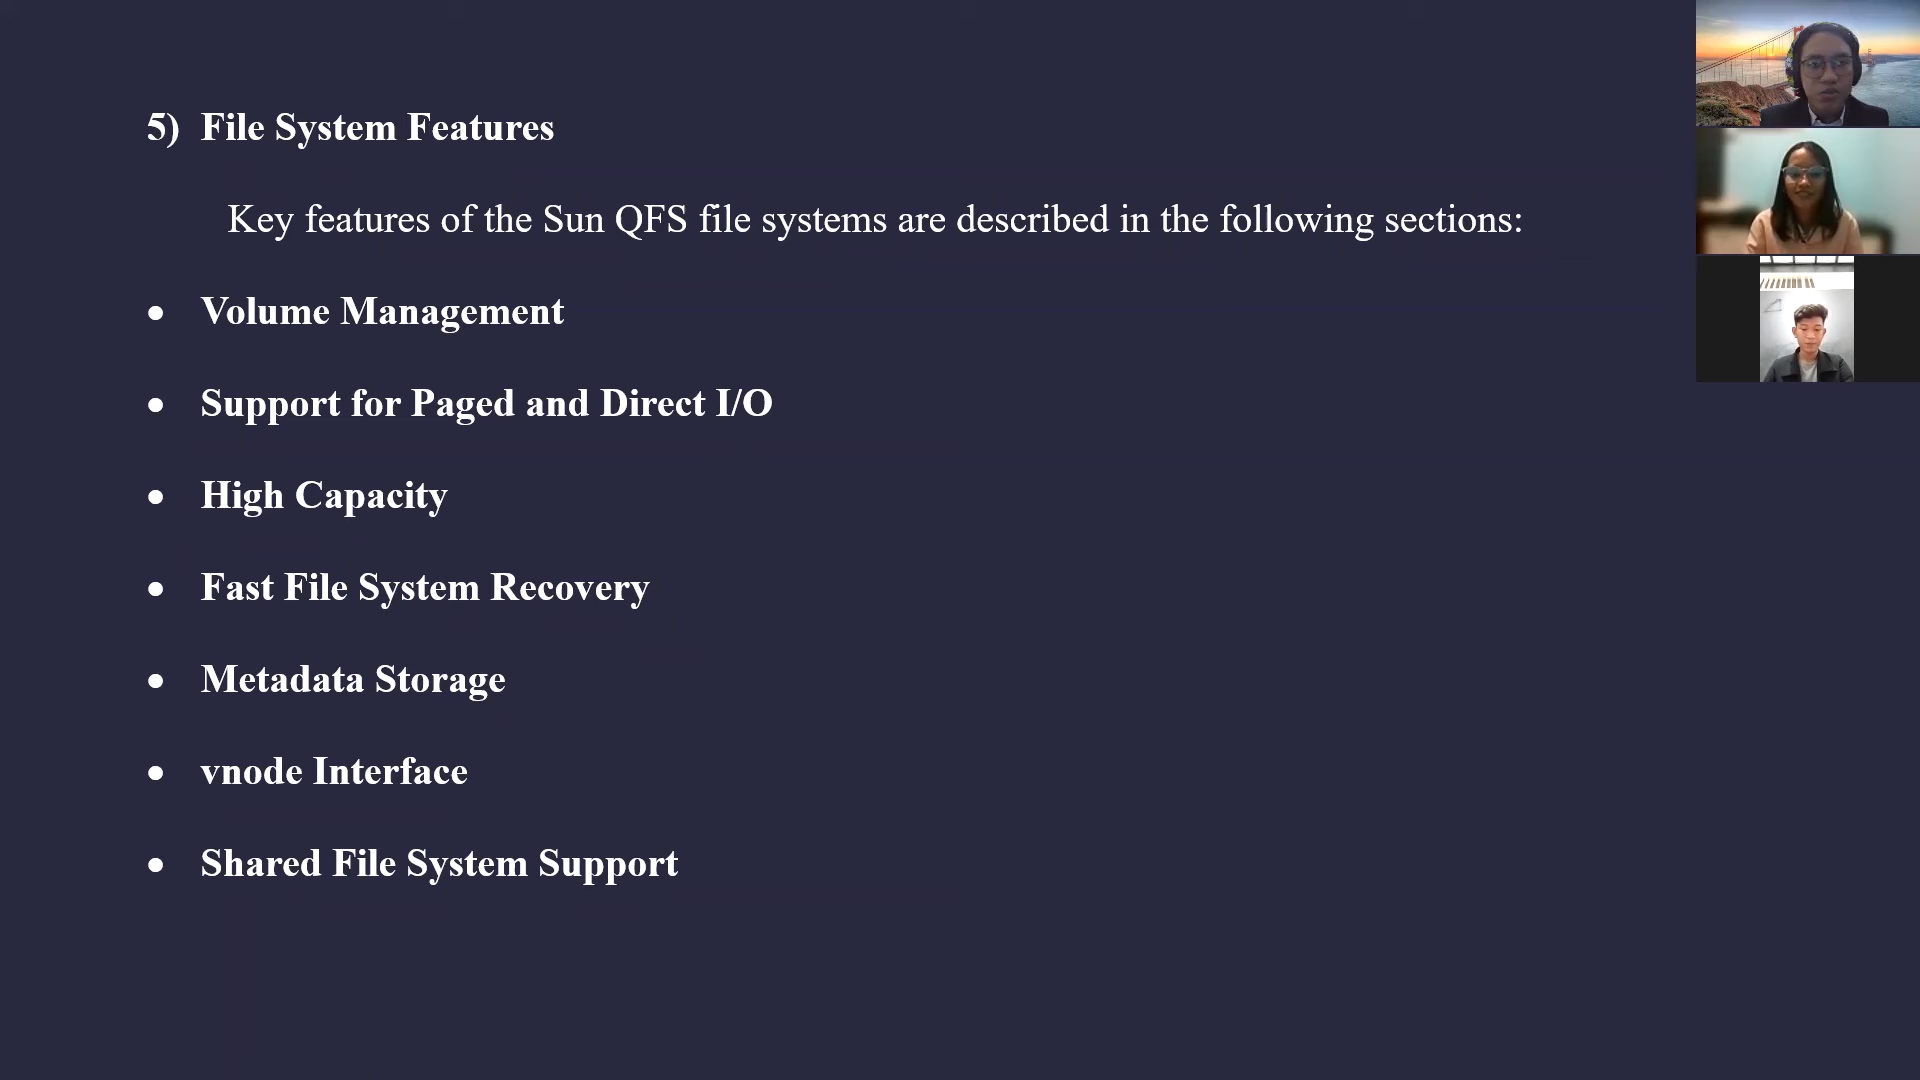 5) File System Features
Key features of the Sun QFS file systems are described in the following sections:
• Volume Management
• Support for Paged and Direct I/O
• High Capacity
• Fast File System Recovery
• Metadata Storage
• vnode Interface
• Shared File System Support